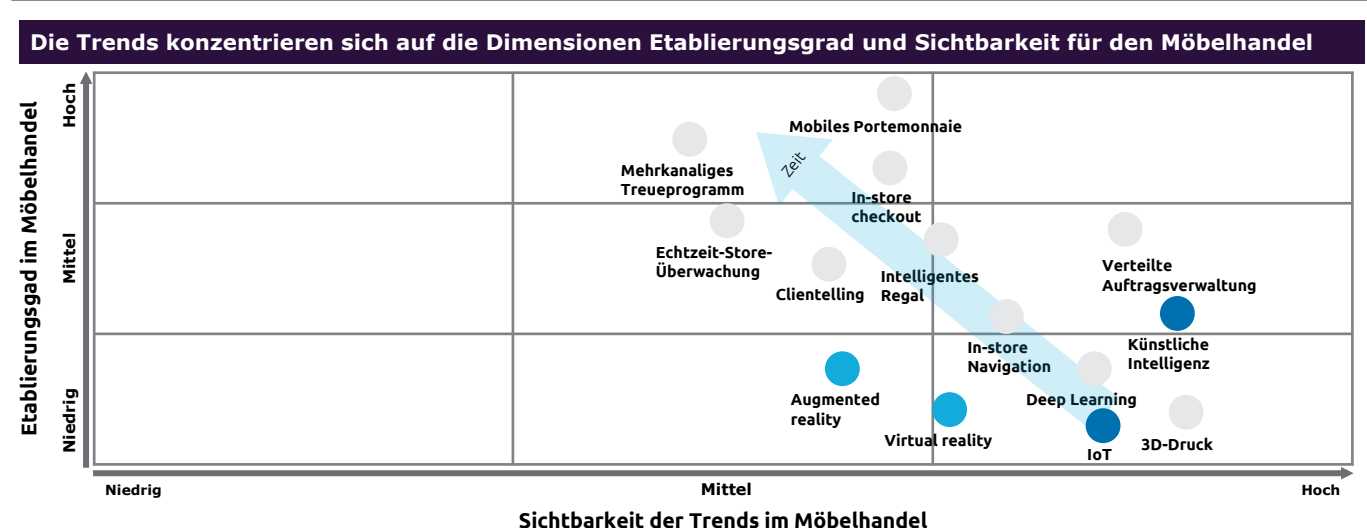 Die Trends konzentrieren sich auf die Dimensionen Etablierungsgrad und Sichtbarkeit für den Möbelhandel
Etablierungsgad im Möbelhandel
Hoch
Mittel
Niedrig
Mobiles Portemonnaie
Zeit
Mehrkanaliges
Treueprogramm
In-store
checkout
Echtzeit-Store-
Überwachung
Clientelling
Intelligentes
Regal
Verteilte
Auftragsverwaltung
In-store
Navigation
Künstliche
Intelligenz
Augmented
reality
Deep Learning
Virtual reality
IoT
3D-Druck
Niedrig
Mittel
Hoch
Sichtbarkeit der Trends im Möbelhandel